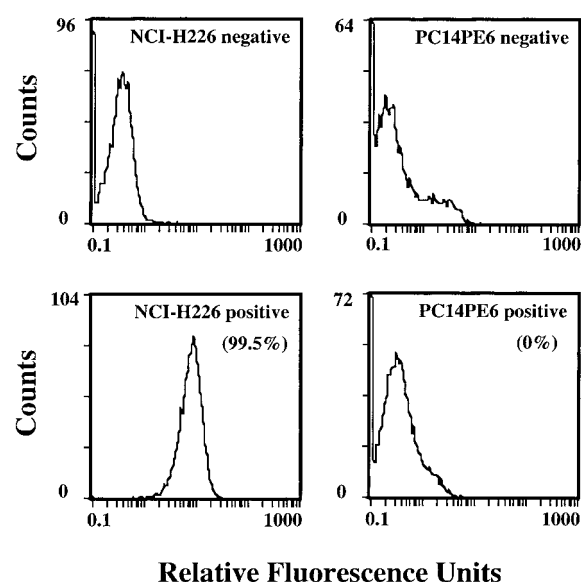 96
NCI-H226 negative
Counts
0
0.1
1000
64
PC14PE6 negative
0
0.1
1000
104
NCI-H226 positive
(99.5%)
Counts
0
0.1
1000
72
PC14PE6 positive
(0%)
0
0.1
1000
Relative Fluorescence Units